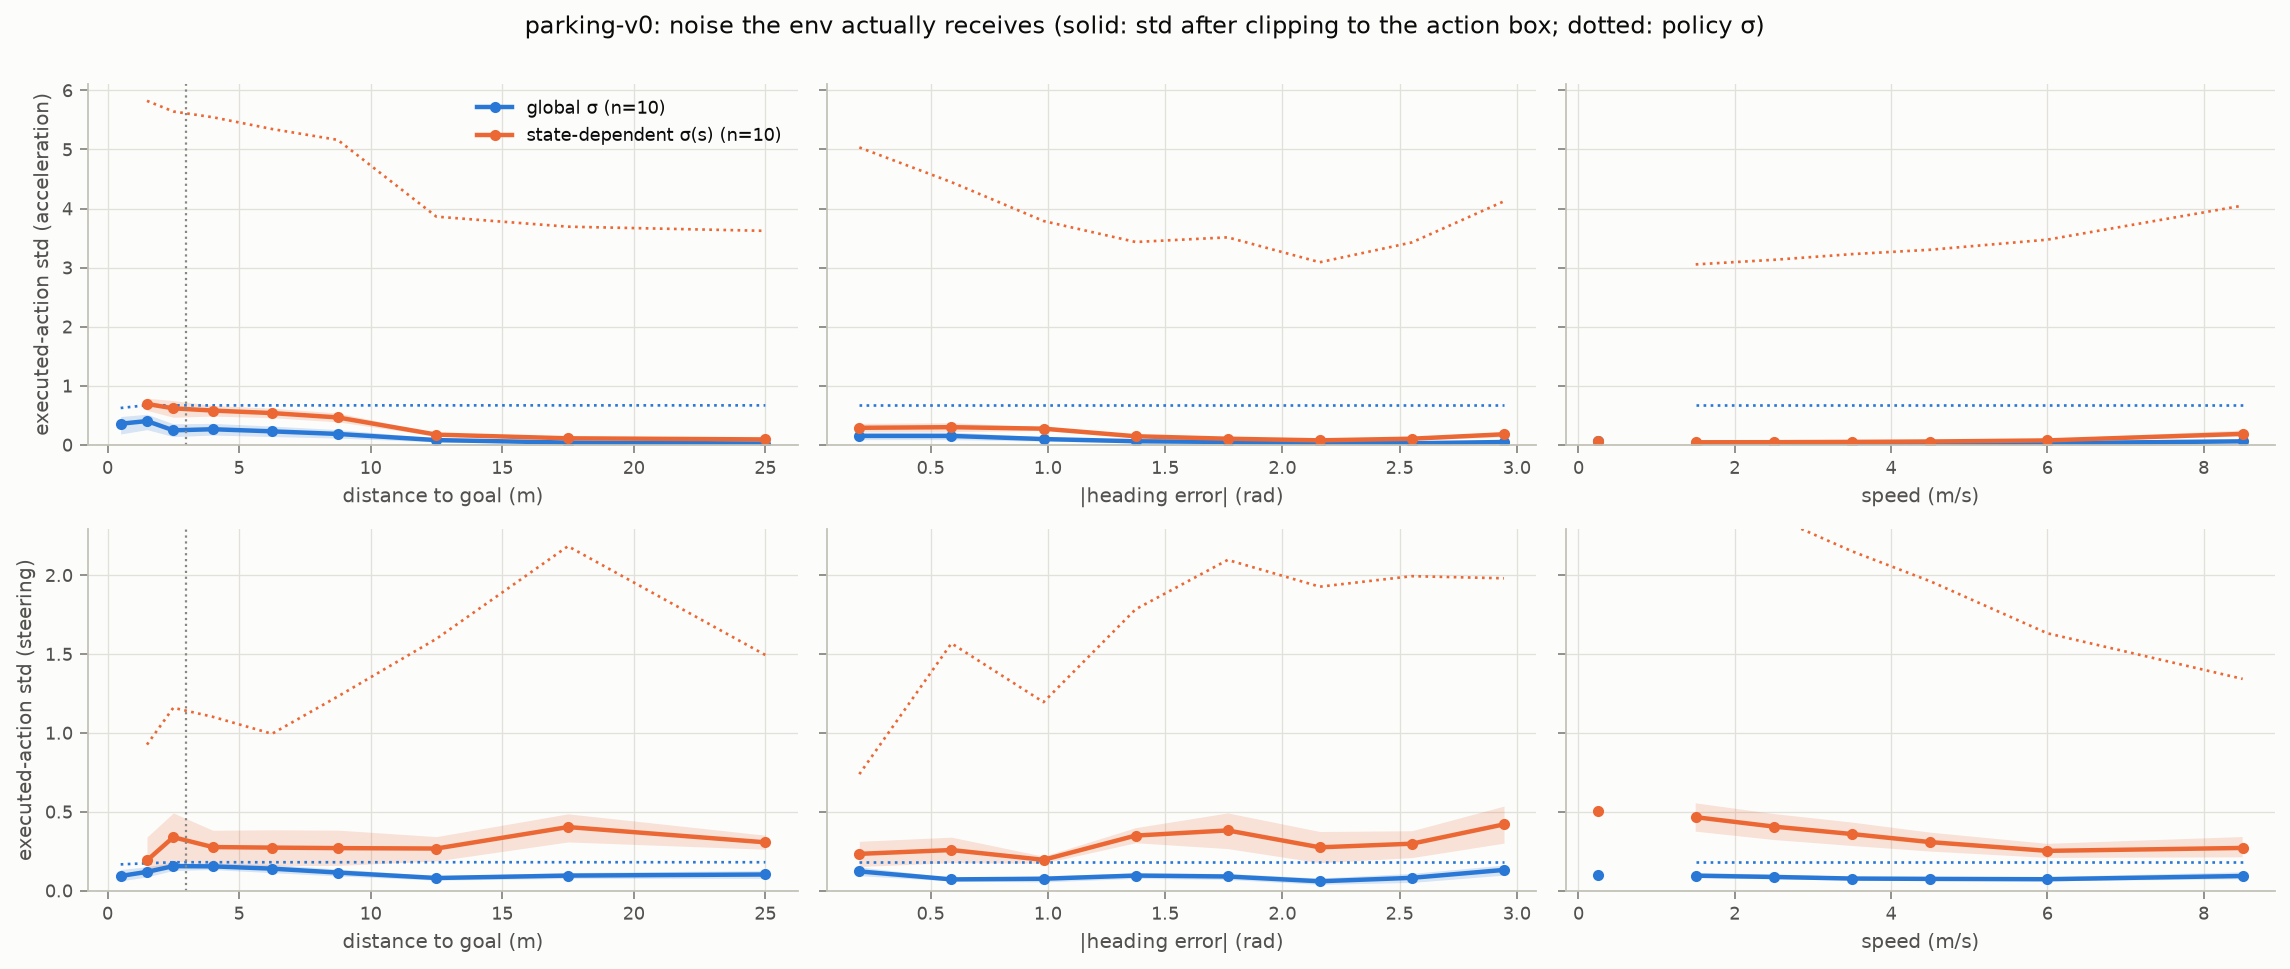 parking-v0: noise the env actually receives (solid: std after clipping to the action box; dotted: policy σ)
executed-action std (acceleration)
6
5
4
3
2
1
0
global σ (n=10)
state-dependent σ(s) (n=10)
0 5 10 15 20 25
distance to goal (m)
0.5 1.0 1.5 2.0 2.5 3.0
|heading error| (rad)
0 2 4 6 8
speed (m/s)
executed-action std (steering)
2.0
1.5
1.0
0.5
0.0
0 5 10 15 20 25
distance to goal (m)
0.5 1.0 1.5 2.0 2.5 3.0
|heading error| (rad)
0 2 4 6 8
speed (m/s)